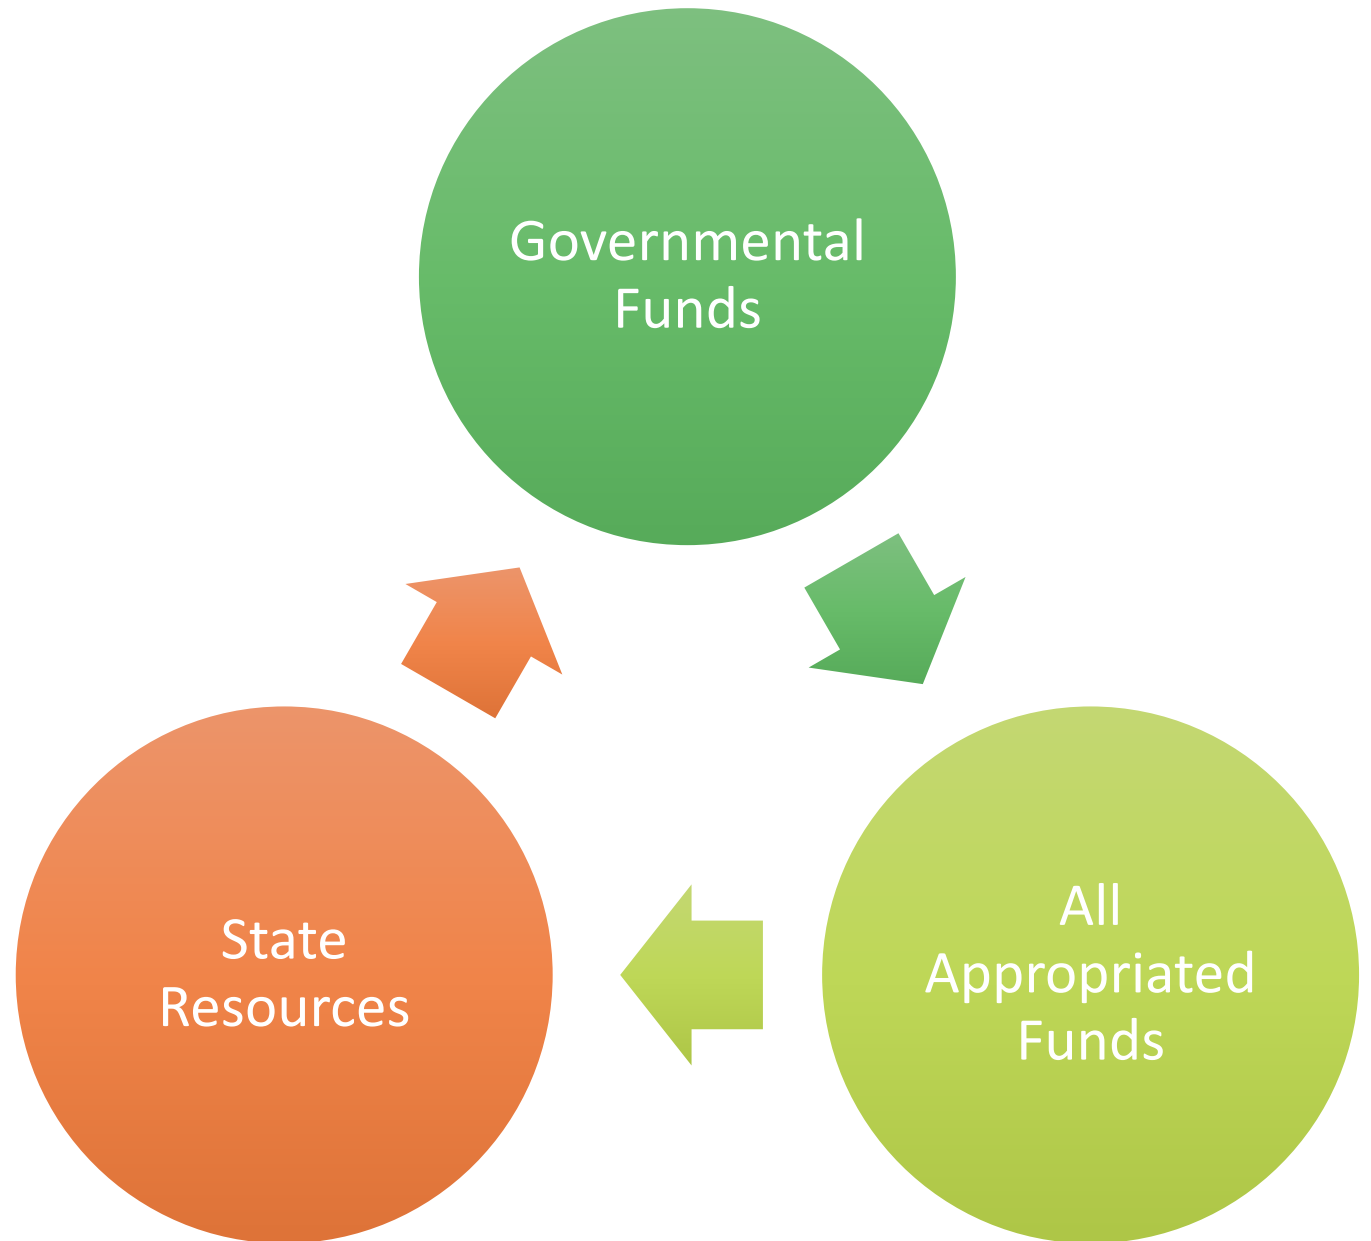 Governmental
Funds
All
Appropriated
Funds
State
Resources